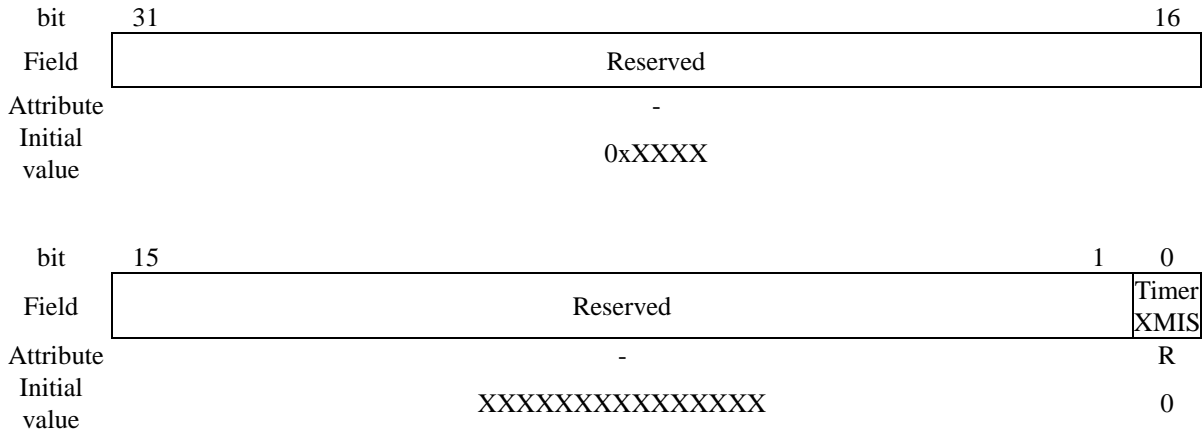 bit 31 16
Field Reserved
Attribute -
Initial
value 0xXXXX
bit 15 1 0
Field Reserved Timer
XMIS
Attribute - R
Initial
value XXXXXXXXXXXXXXX 0